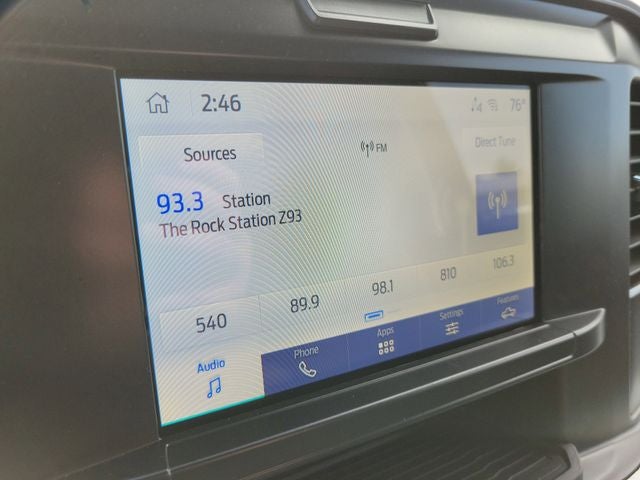 2:46
4
76°
Sources
FM
Direct Tune
93.3 Station
The Rock Station Z93
540 89.9 98.1 810 106.3
Audio Phone Apps Settings Features